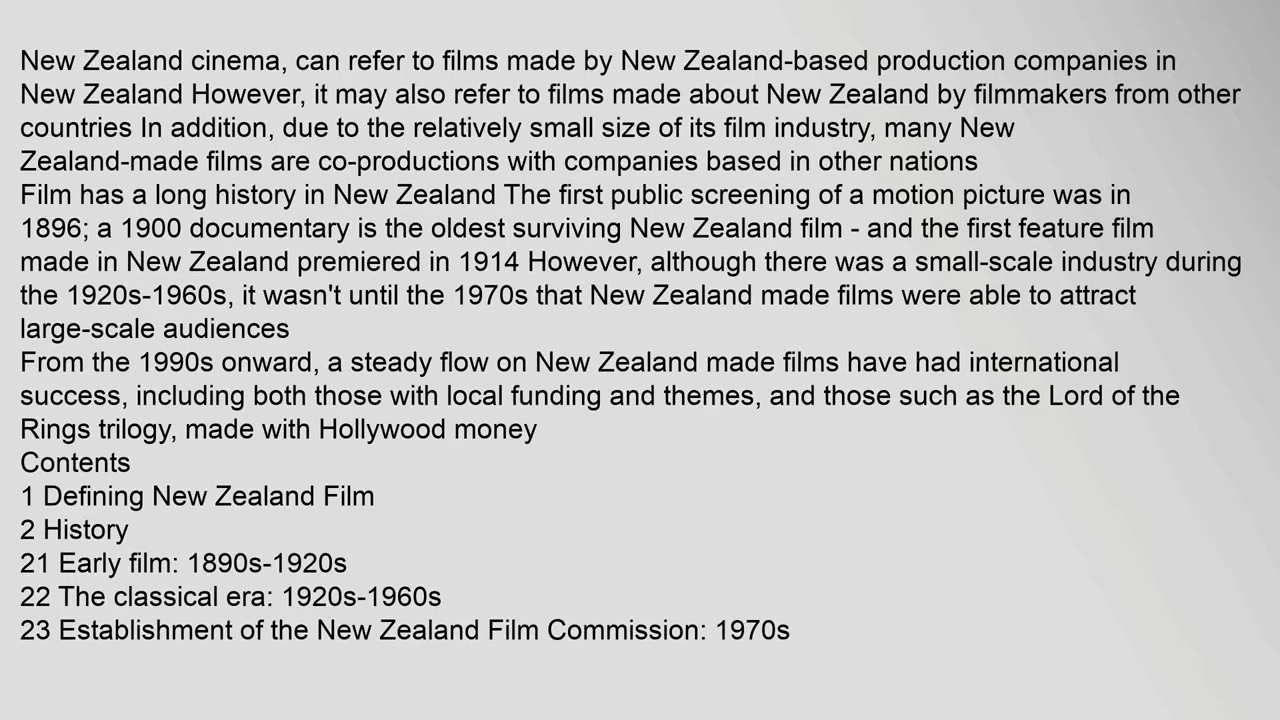 New Zealand cinema, can refer to films made by New Zealand-based production companies in
New Zealand However, it may also refer to films made about New Zealand by filmmakers from other
countries In addition, due to the relatively small size of its film industry, many New
Zealand-made films are co-productions with companies based in other nations
Film has a long history in New Zealand The first public screening of a motion picture was in
1896; a 1900 documentary is the oldest surviving New Zealand film - and the first feature film
made in New Zealand premiered in 1914 However, although there was a small-scale industry during
the 1920s-1960s, it wasn't until the 1970s that New Zealand made films were able to attract
large-scale audiences
From the 1990s onward, a steady flow on New Zealand made films have had international
success, including both those with local funding and themes, and those such as the Lord of the
Rings trilogy, made with Hollywood money
Contents
1 Defining New Zealand Film
2 History
21 Early film: 1890s-1920s
22 The classical era: 1920s-1960s
23 Establishment of the New Zealand Film Commission: 1970s